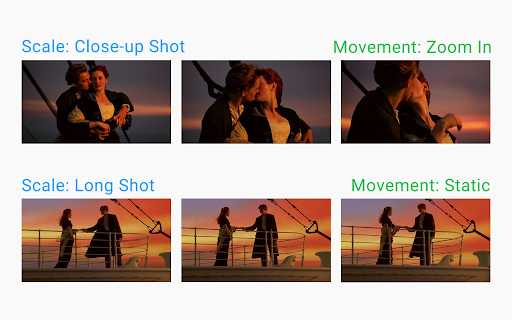 Scale: Close-up Shot
Movement: Zoom In
Scale: Long Shot
Movement: Static